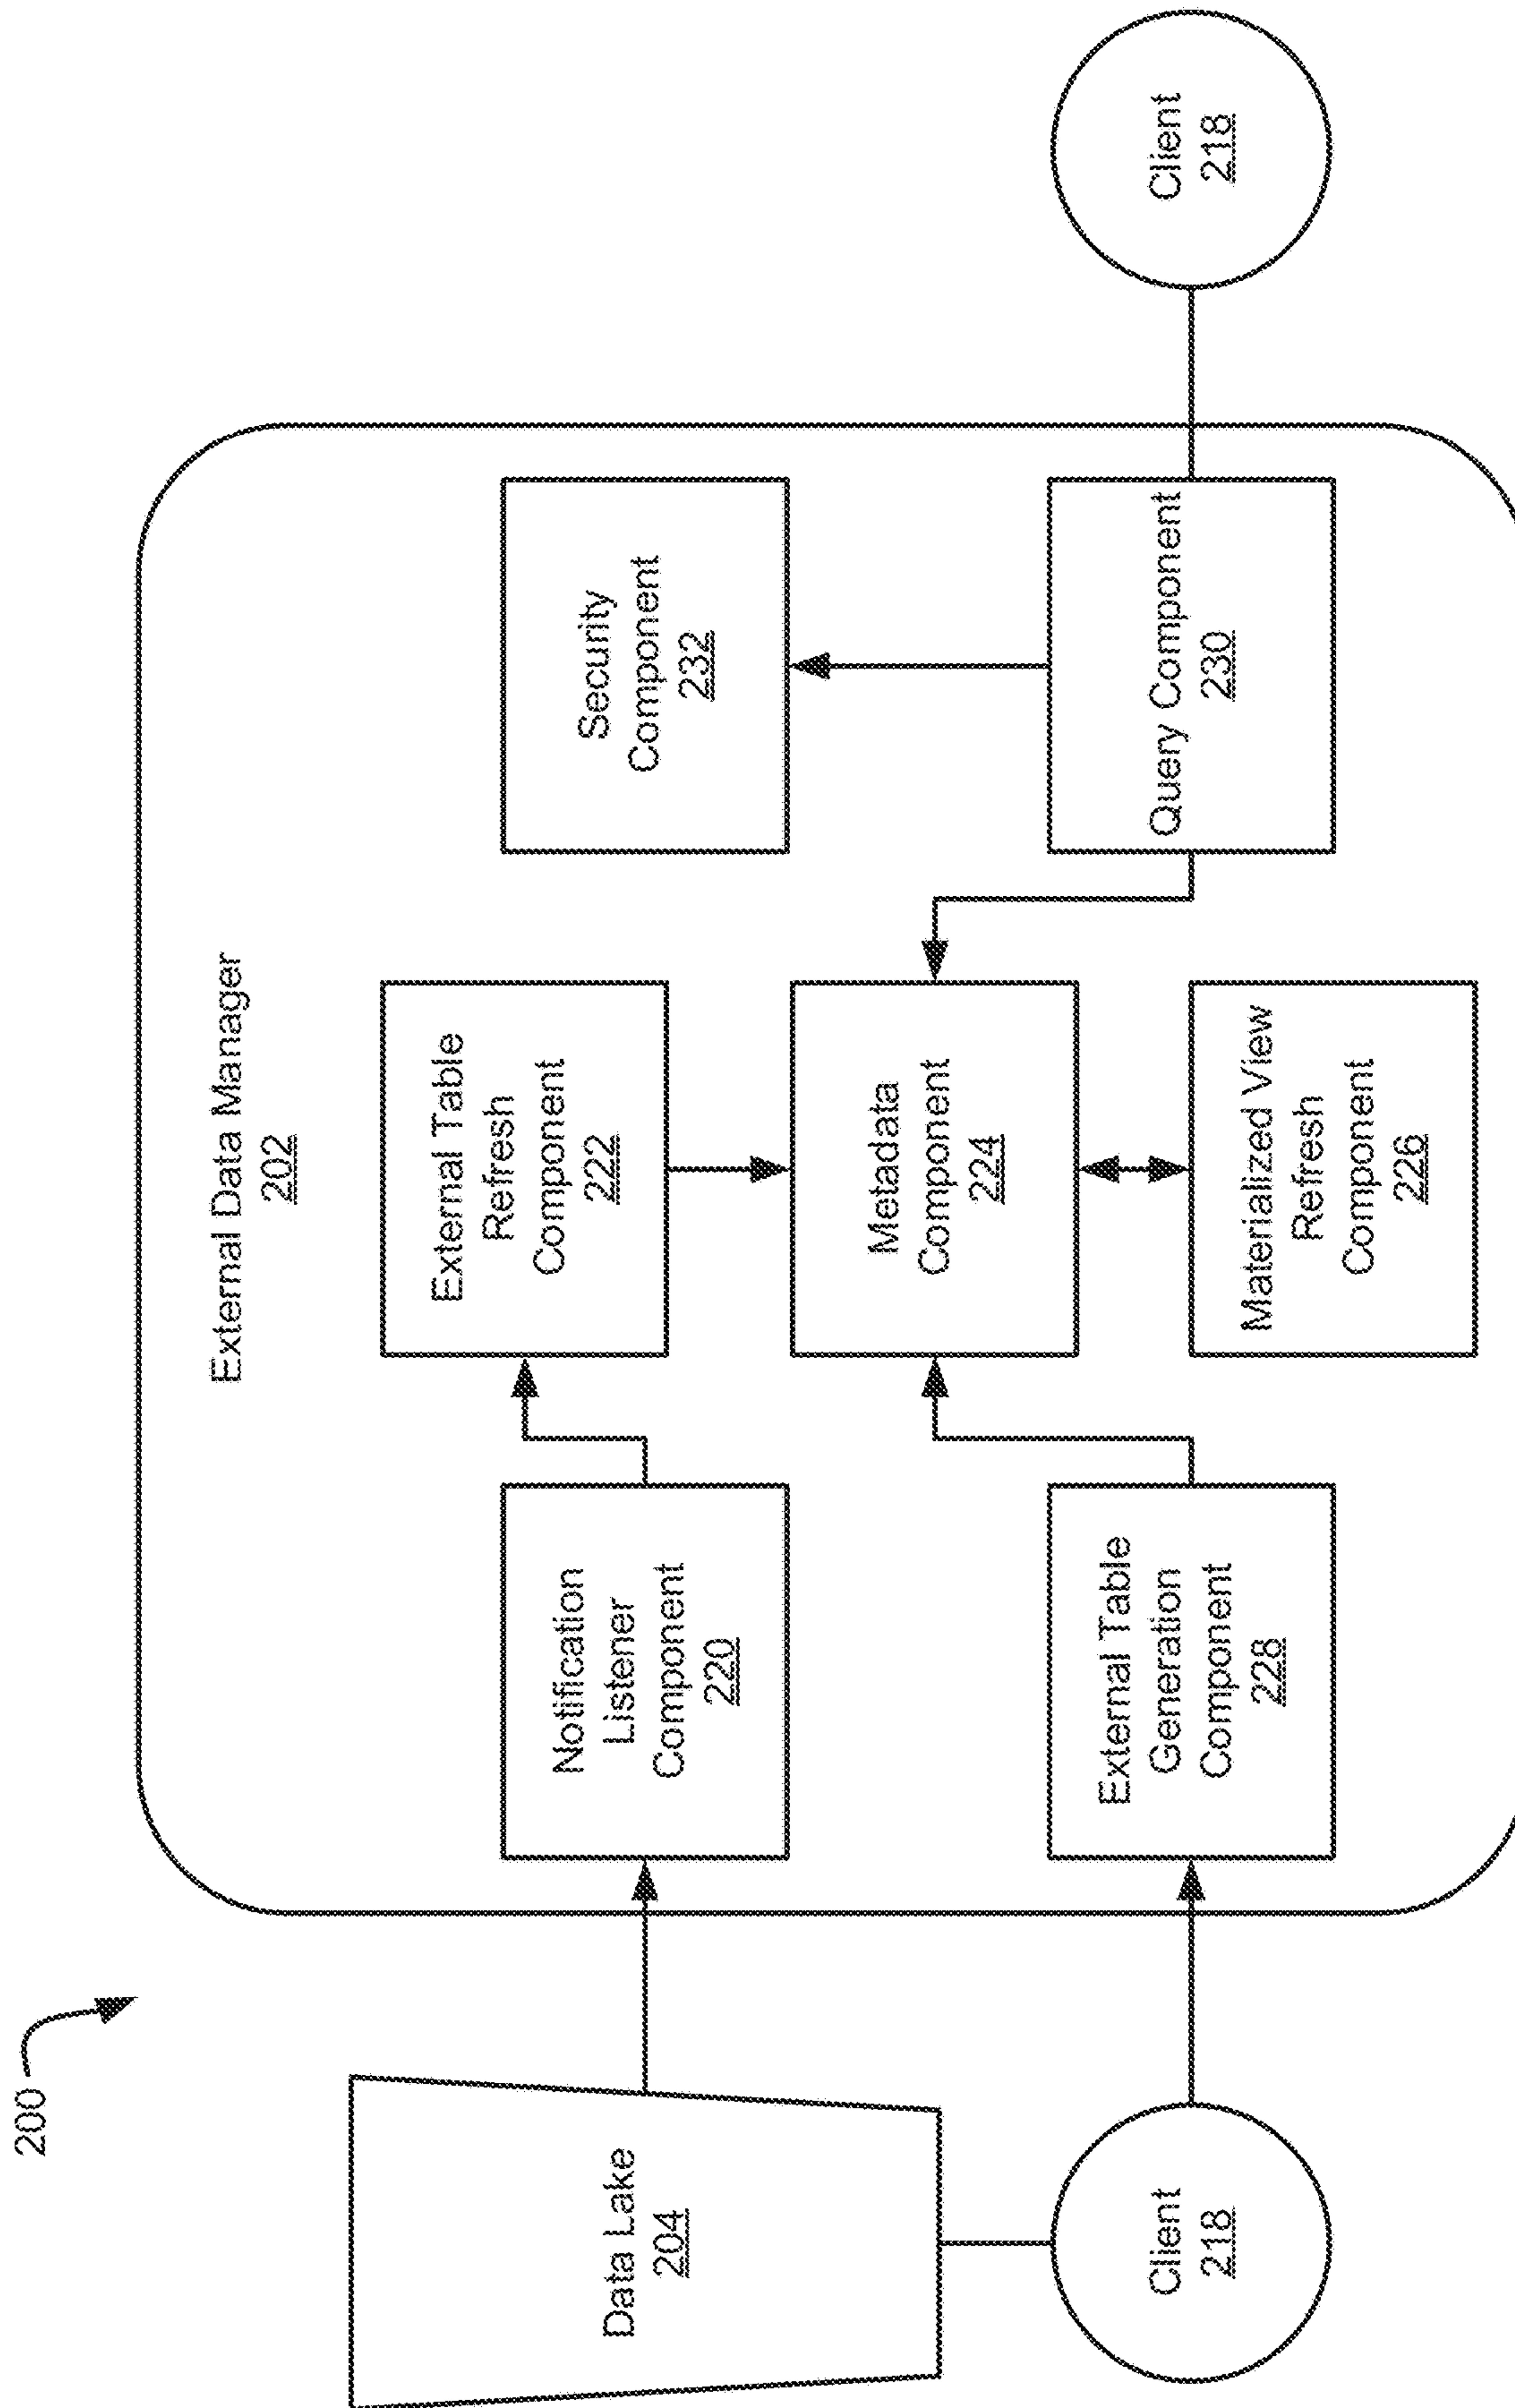 200
External Data Manager
202
Data Lake
204
Client
218
Notification
Listener
Component
220
External Table
Generation
Component
228
External Table
Refresh
Component
222
Metadata
Component
224
Materialized View
Refresh
Component
226
Security
Component
232
Query Component
230
Client
218